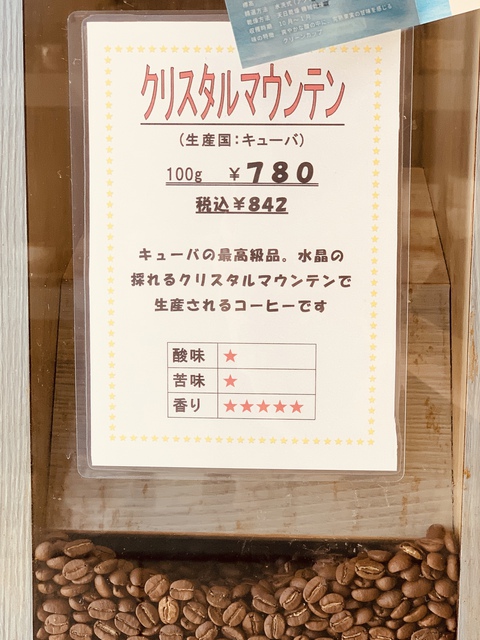 クリスタルマウンテン
(生産国:キューバ)
100g ¥780
税込¥842
キューバの最高級品。水晶の
採れるクリスタルマウンテンで
生産されるコーヒーです
酸味 ★
苦味 ★
香り ★★★★★